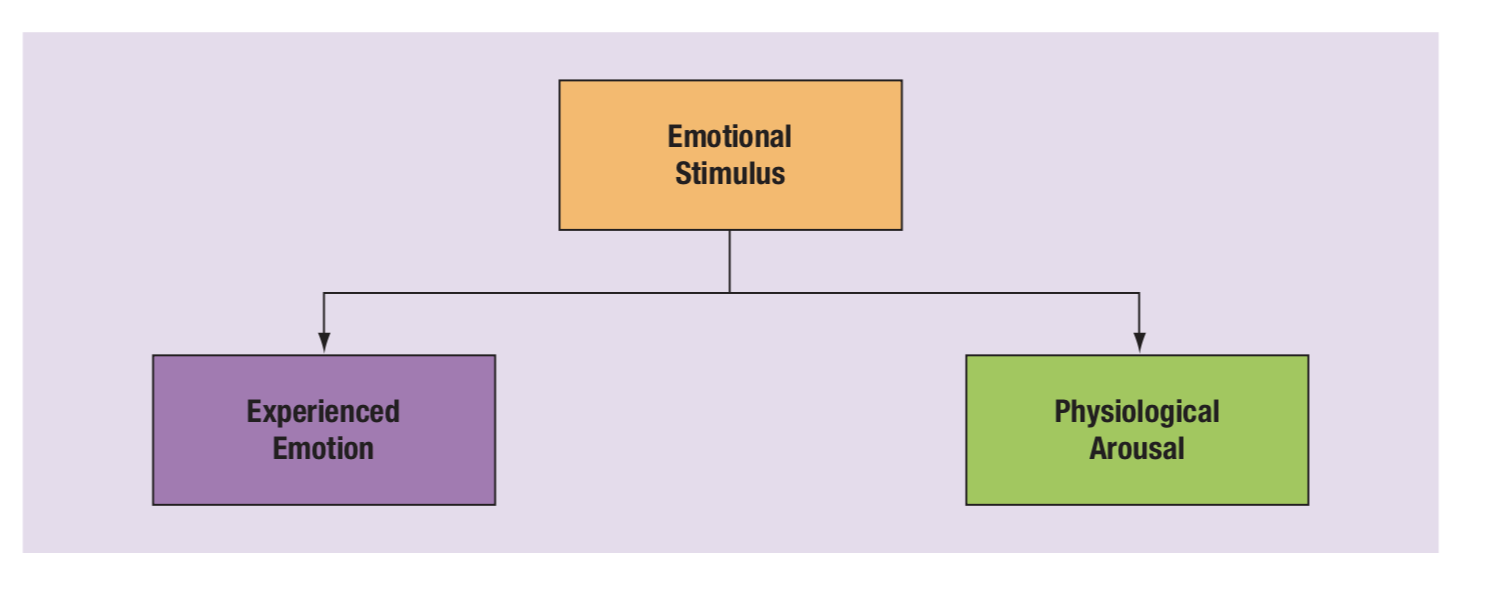 Emotional
Stimulus
Experienced
Emotion
Physiological
Arousal